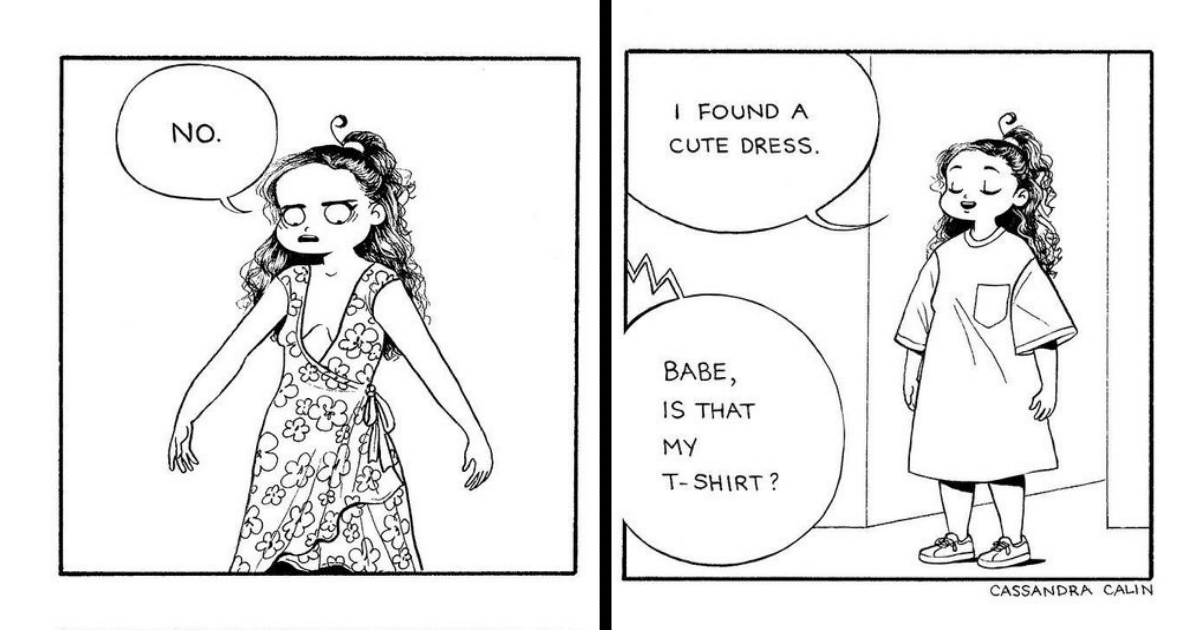 NO.
I FOUND A
CUTE DRESS.
BABE,
IS THAT
MY
T-SHIRT?
CASSANDRA CALIN